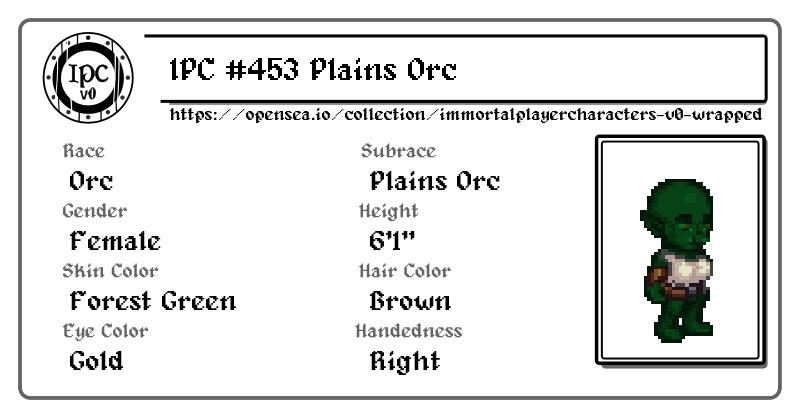 IPC
v0
IPC #453 Plains Orc
https://opensea.io/collection/immortalplayercharacters-v0-wrapped
Race
Subrace
Orc
Plains Orc
Gender
Height
Female
6'1"
Skin Color
Hair Color
Forest Green
Brown
Eye Color
Handedness
Gold
Right